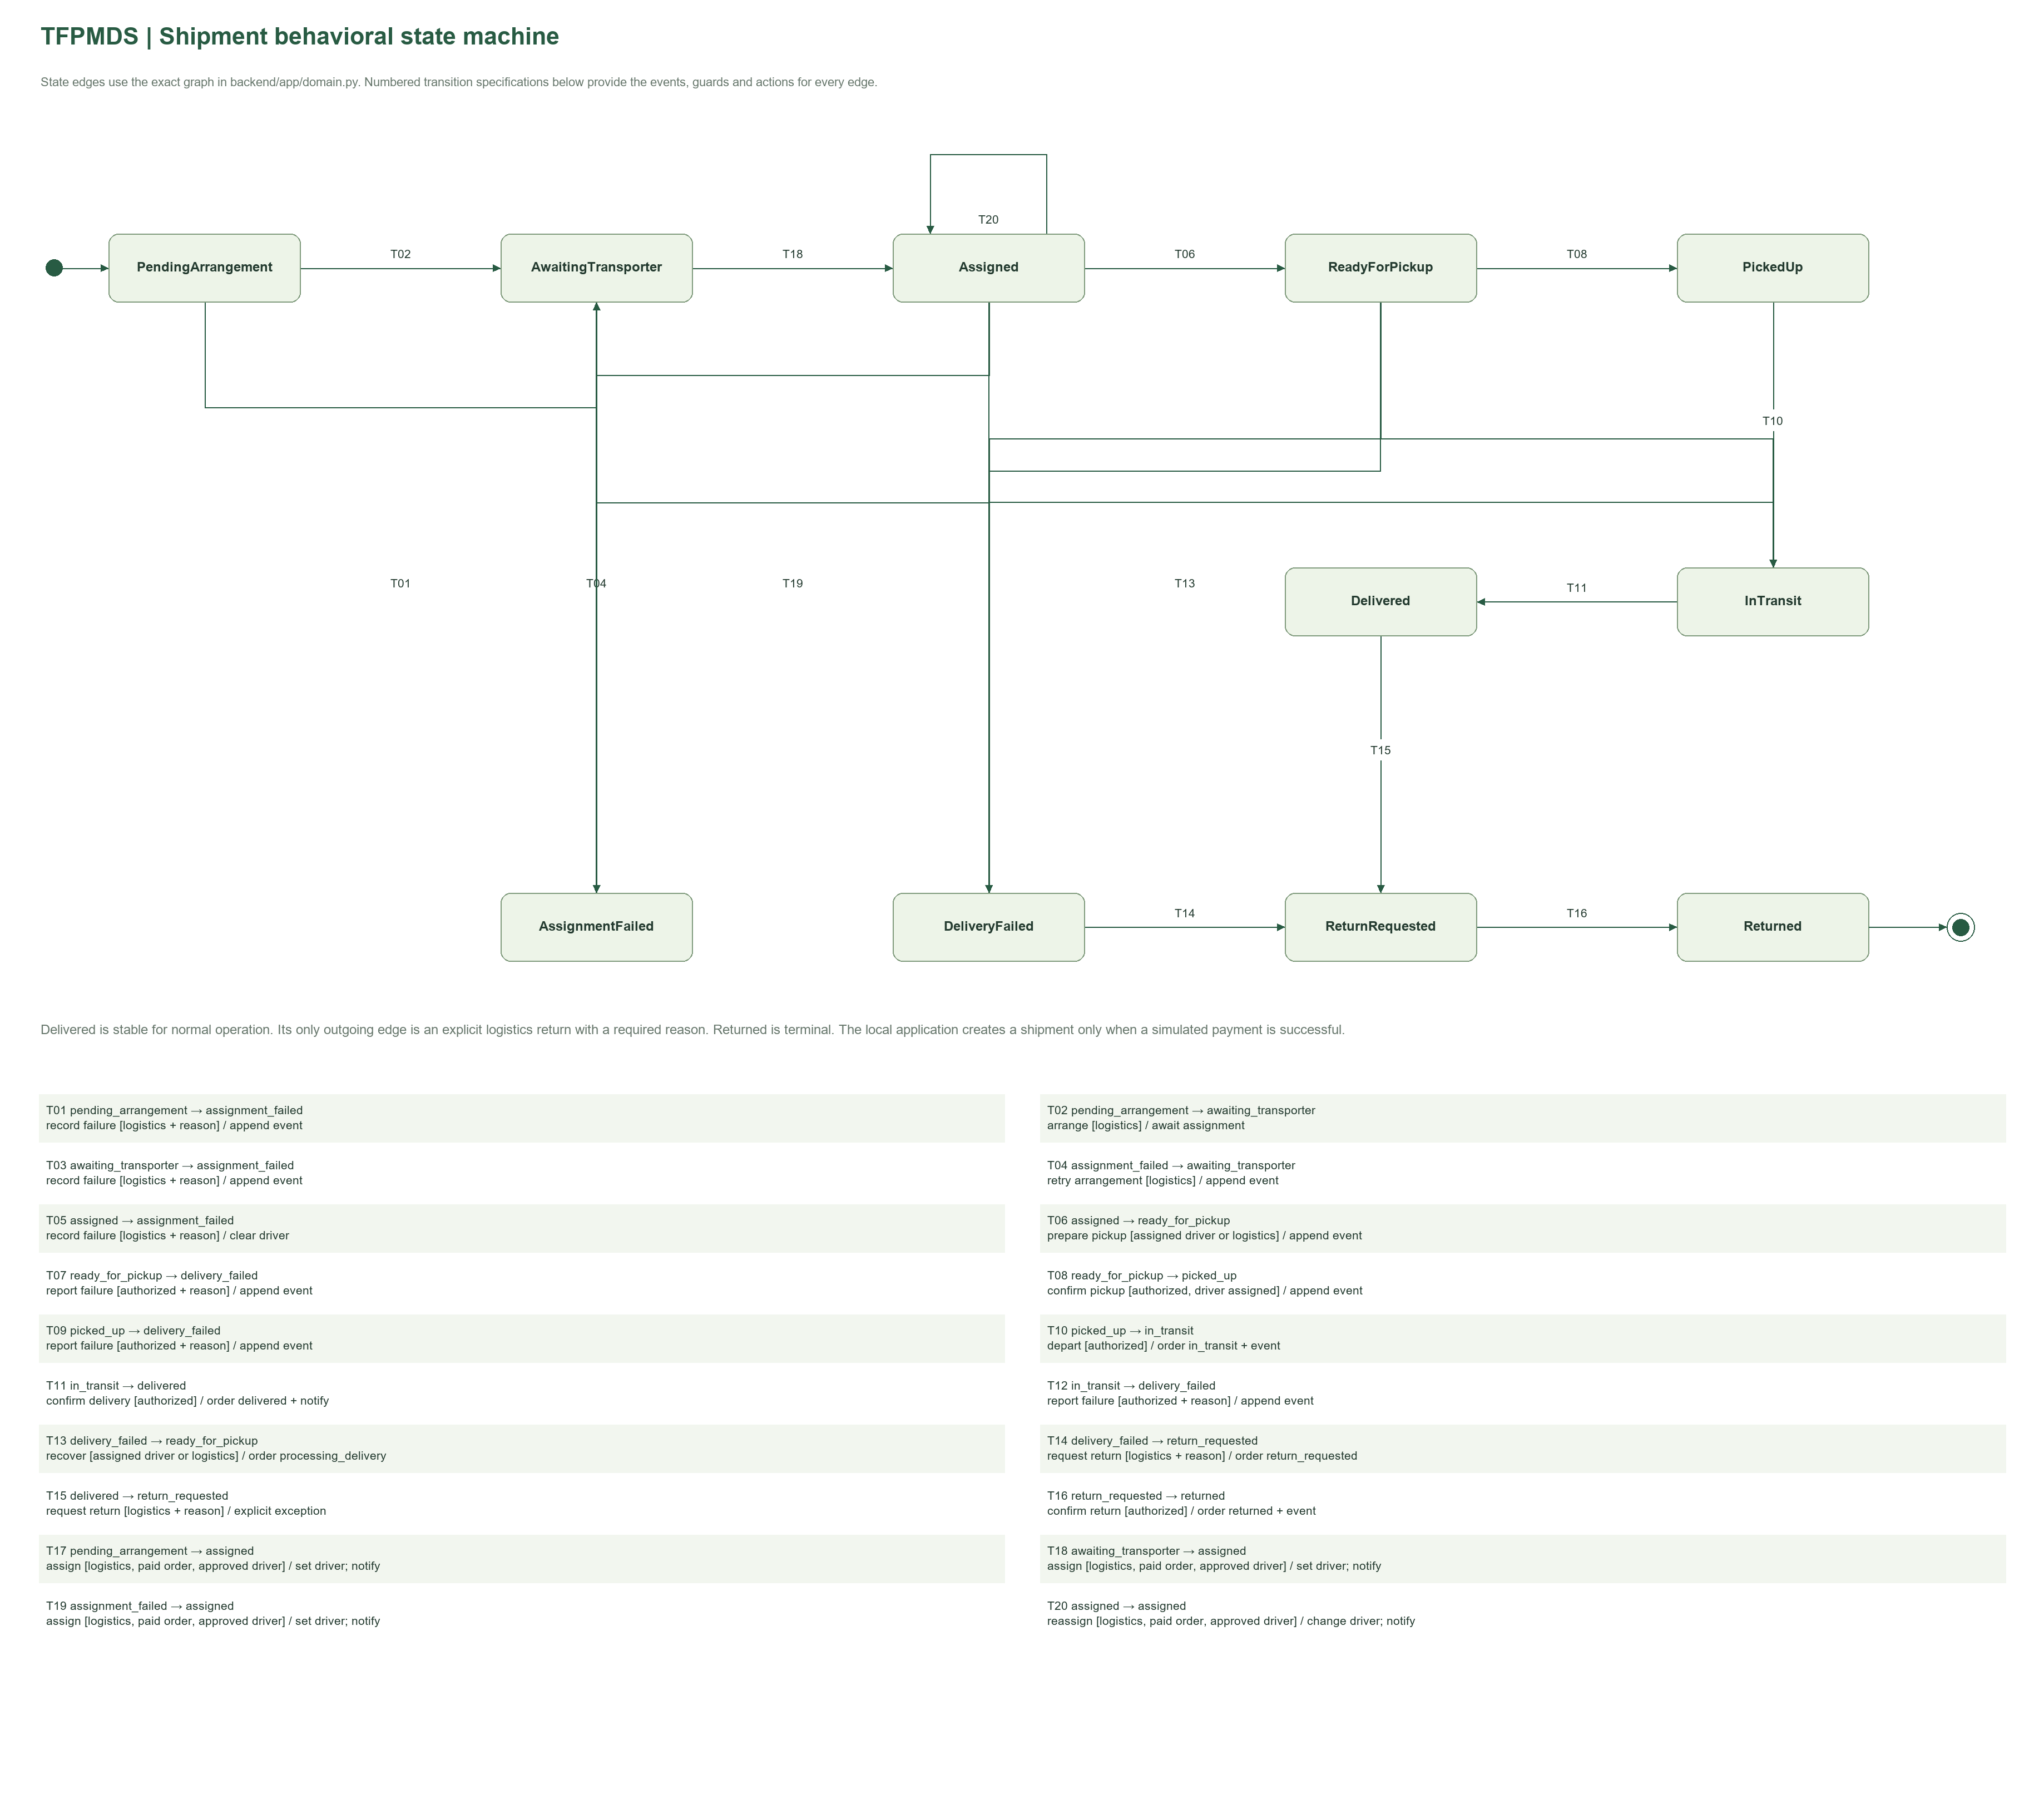 TFPMDS | Shipment behavioral state machine
State edges use the exact graph in backend/app/domain.py. Numbered transition specifications below provide the events, guards and actions for every edge.
T20
PendingArrangement
T02
AwaitingTransporter
T18
Assigned
T06
ReadyForPickup
T08
PickedUp
T10
T01
T04
T19
T13
Delivered
T11
InTransit
T15
AssignmentFailed
DeliveryFailed
T14
ReturnRequested
T16
Returned
Delivered is stable for normal operation. Its only outgoing edge is an explicit logistics return with a required reason. Returned is terminal. The local application creates a shipment only when a simulated payment is successful.
T01 pending_arrangement → assignment_failed
record failure [logistics + reason] / append event
T02 pending_arrangement → awaiting_transporter
arrange [logistics] / await assignment
T03 awaiting_transporter → assignment_failed
record failure [logistics + reason] / append event
T04 assignment_failed → awaiting_transporter
retry arrangement [logistics] / append event
T05 assigned → assignment_failed
record failure [logistics + reason] / clear driver
T06 assigned → ready_for_pickup
prepare pickup [assigned driver or logistics] / append event
T07 ready_for_pickup → delivery_failed
report failure [authorized + reason] / append event
T08 ready_for_pickup → picked_up
confirm pickup [authorized, driver assigned] / append event
T09 picked_up → delivery_failed
report failure [authorized + reason] / append event
T10 picked_up → in_transit
depart [authorized] / order in_transit + event
T11 in_transit → delivered
confirm delivery [authorized] / order delivered + notify
T12 in_transit → delivery_failed
report failure [authorized + reason] / append event
T13 delivery_failed → ready_for_pickup
recover [assigned driver or logistics] / order processing_delivery
T14 delivery_failed → return_requested
request return [logistics + reason] / order return_requested
T15 delivered → return_requested
request return [logistics + reason] / explicit exception
T16 return_requested → returned
confirm return [authorized] / order returned + event
T17 pending_arrangement → assigned
assign [logistics, paid order, approved driver] / set driver; notify
T18 awaiting_transporter → assigned
assign [logistics, paid order, approved driver] / set driver; notify
T19 assignment_failed → assigned
assign [logistics, paid order, approved driver] / set driver; notify
T20 assigned → assigned
reassign [logistics, paid order, approved driver] / change driver; notify